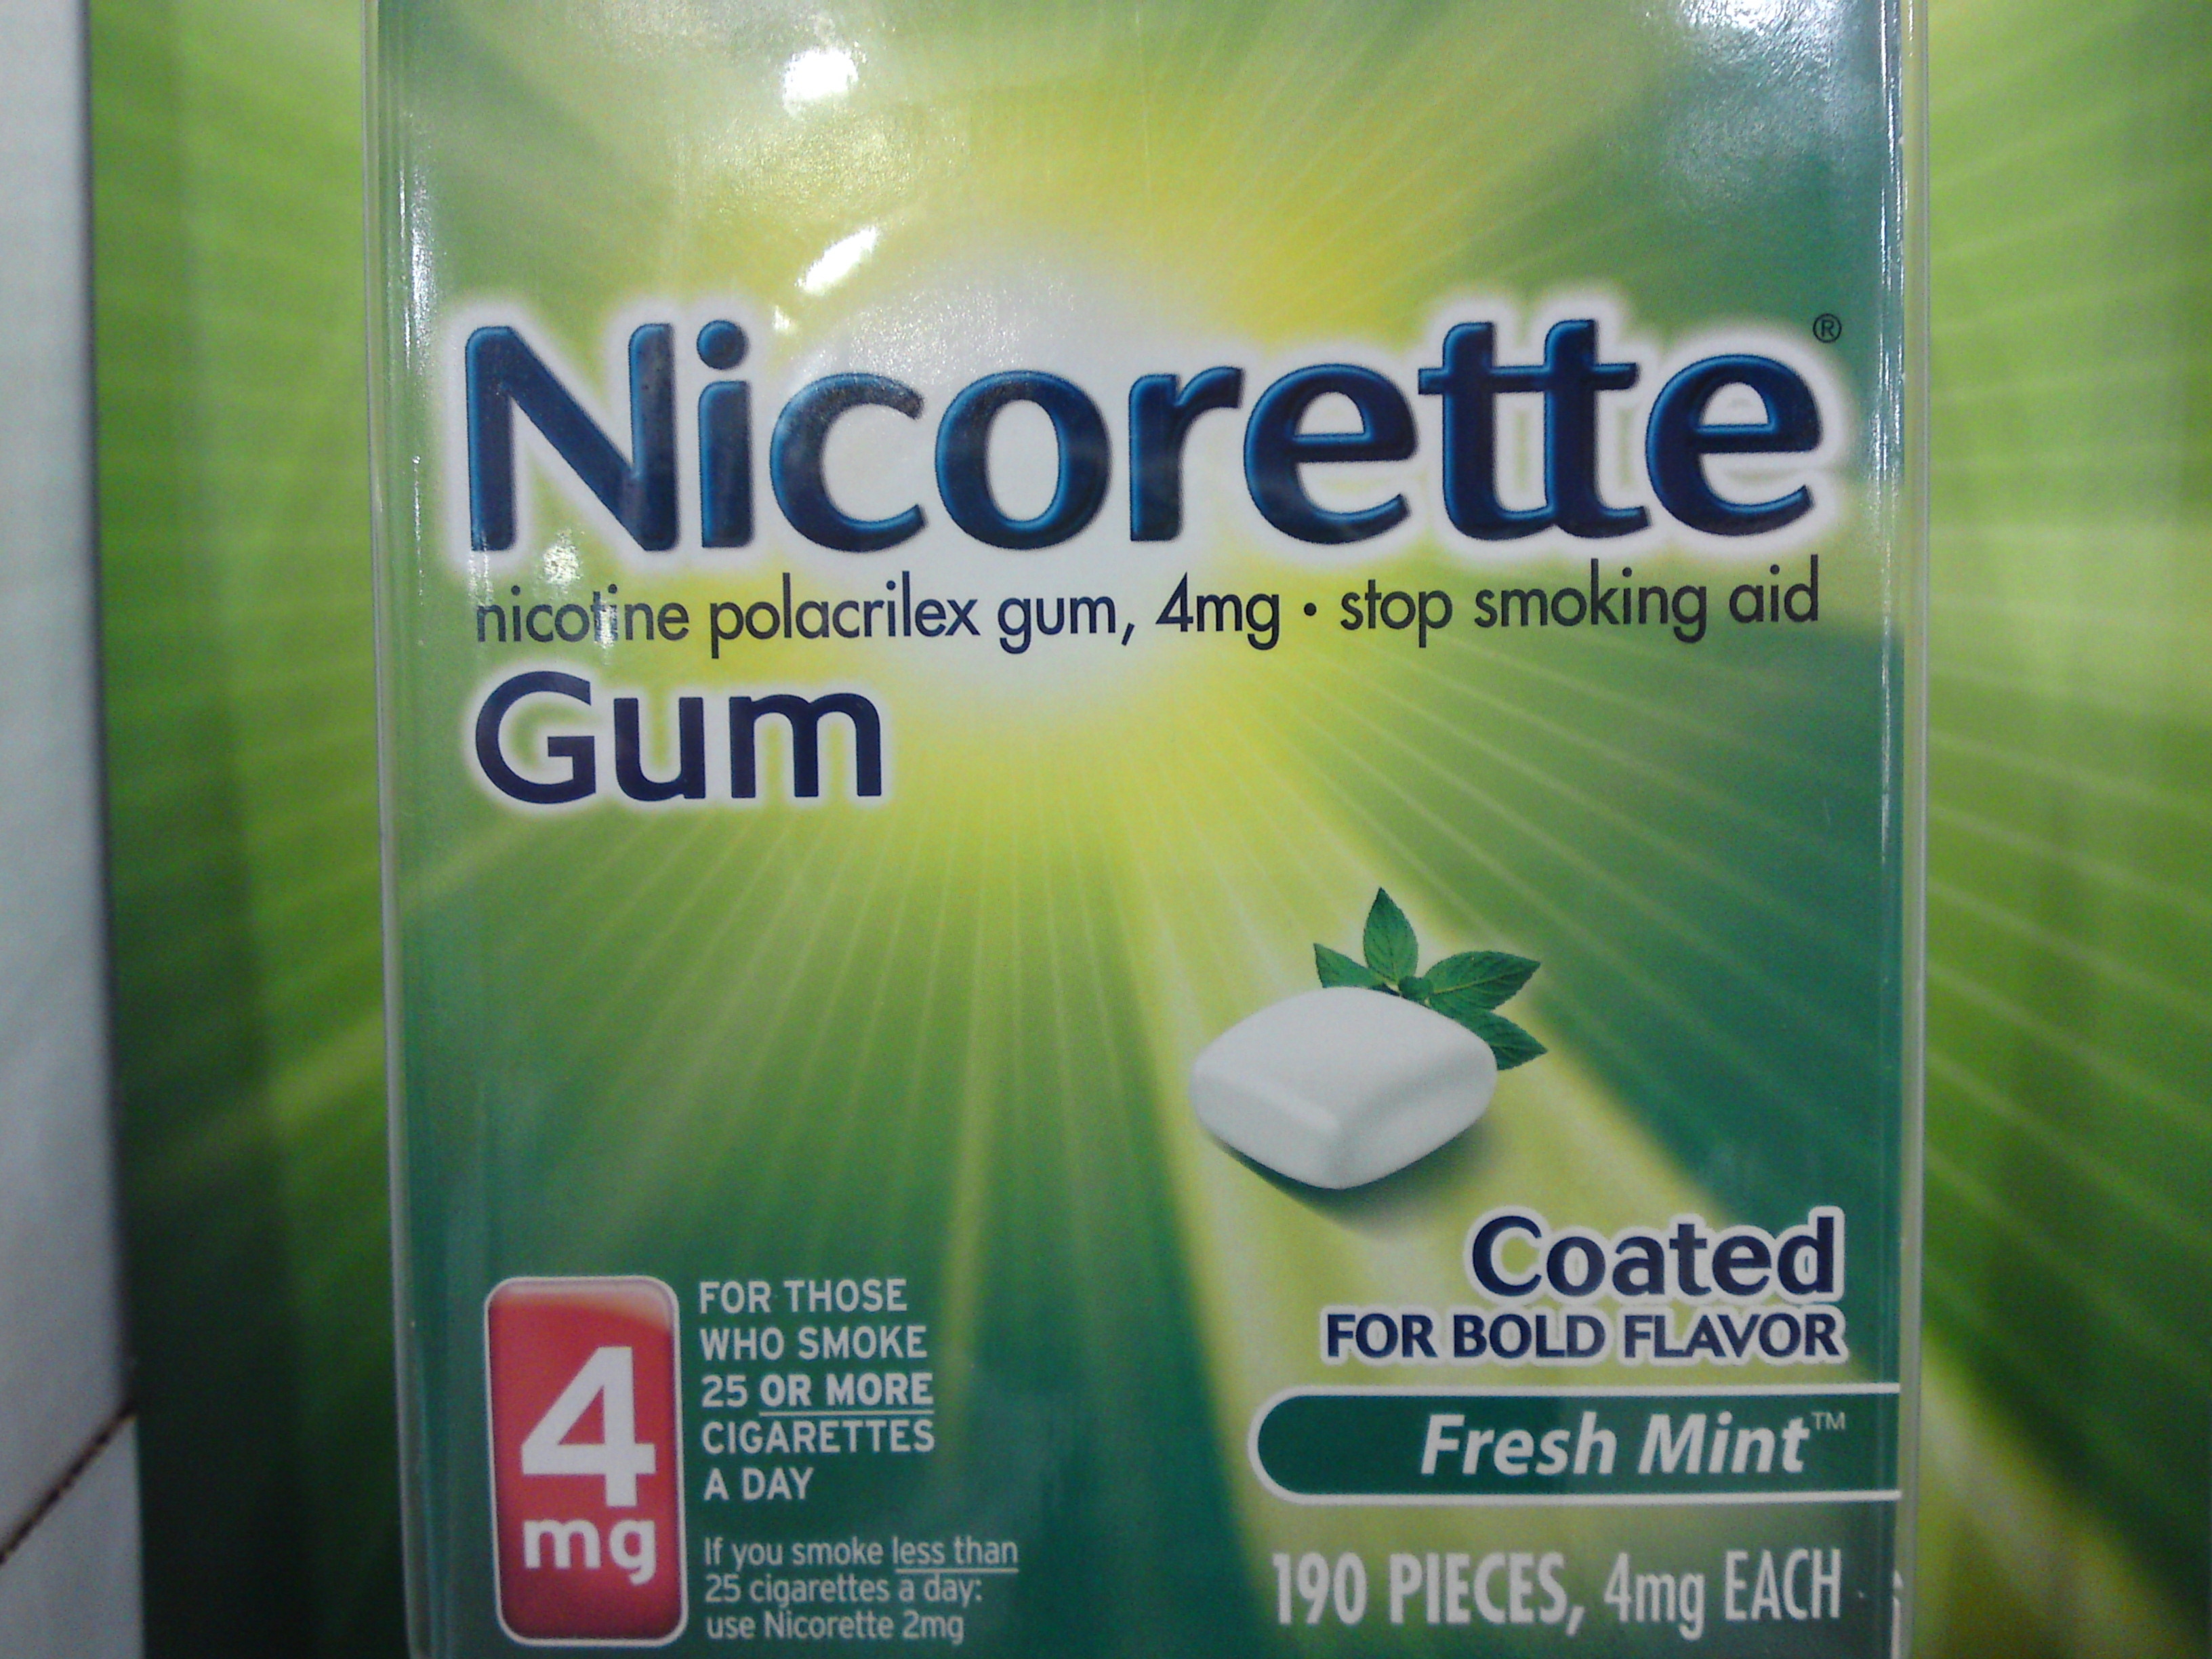 Nicorette®
nicotine polacrilex gum, 4mg • stop smoking aid
Gum
4
mg
FOR THOSE
WHO SMOKE
25 OR MORE
CIGARETTES
A DAY
If you smoke less than
25 cigarettes a day:
use Nicorette 2mg
Coated
FOR BOLD FLAVOR
Fresh Mint™
190 PIECES, 4mg EACH